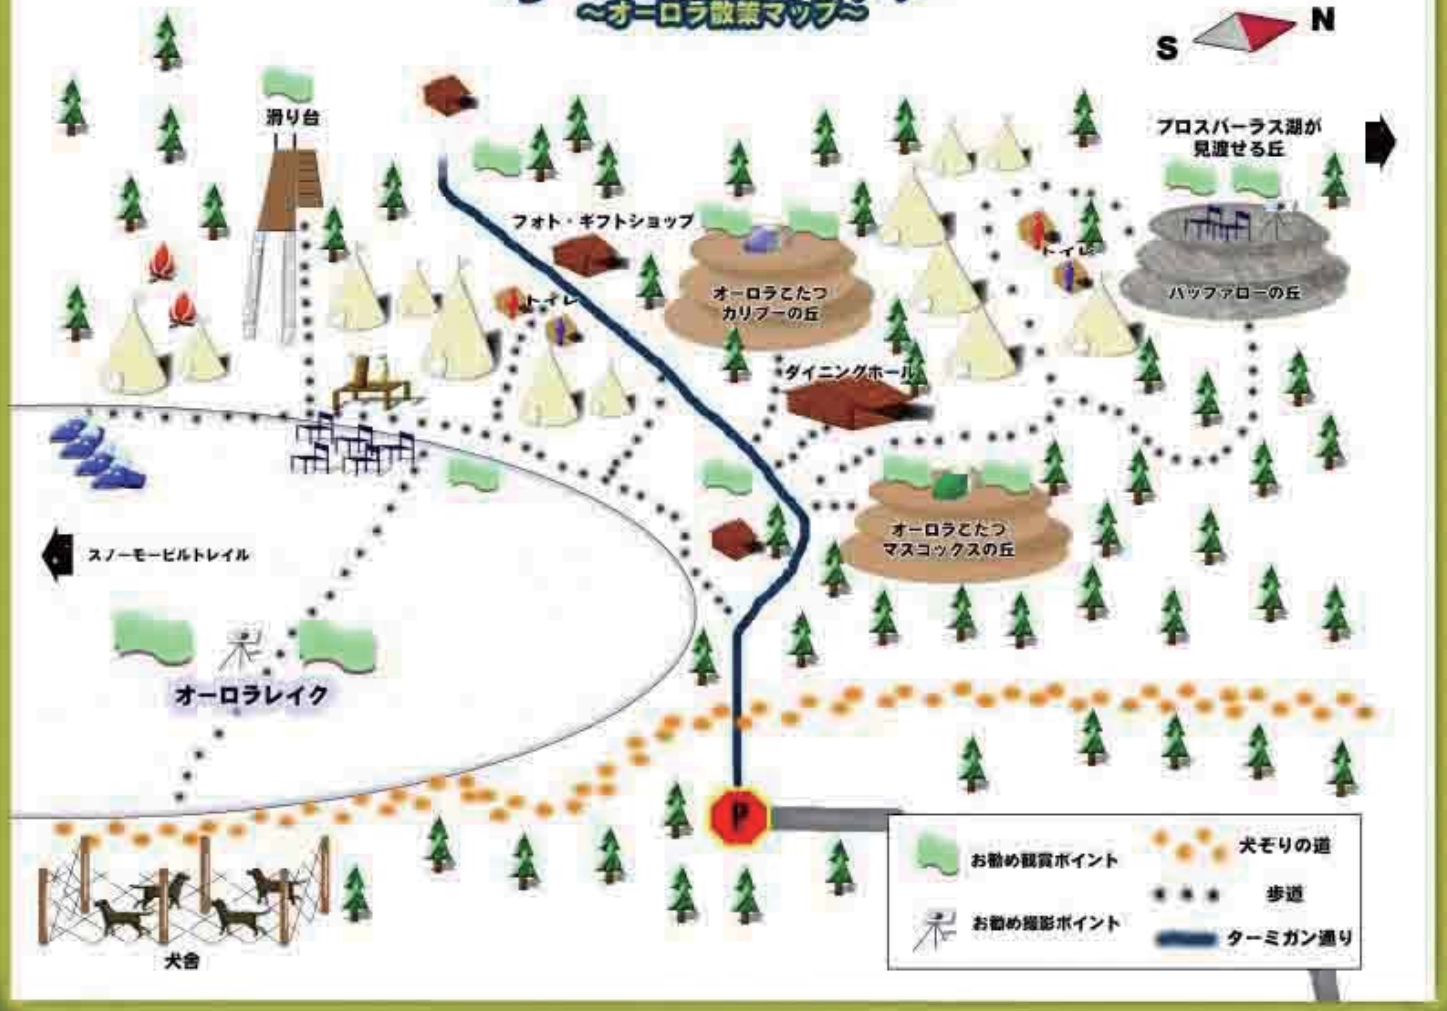 ～オーロラ散策マップ～
N
S
滑り台
プロスパーラス湖が
見渡せる丘
フォト・ギフトショップ
トイレ
オーロラこたつ
カリブーの丘
トイレ
バッファローの丘
ダイニングホール
オーロラこたつ
マスコックスの丘
スノーモービルトレイル
オーロラレイク
P
お勧め観賞ポイント
犬ぞりの道
歩道
お勧め撮影ポイント
ターミガン通り
犬舎